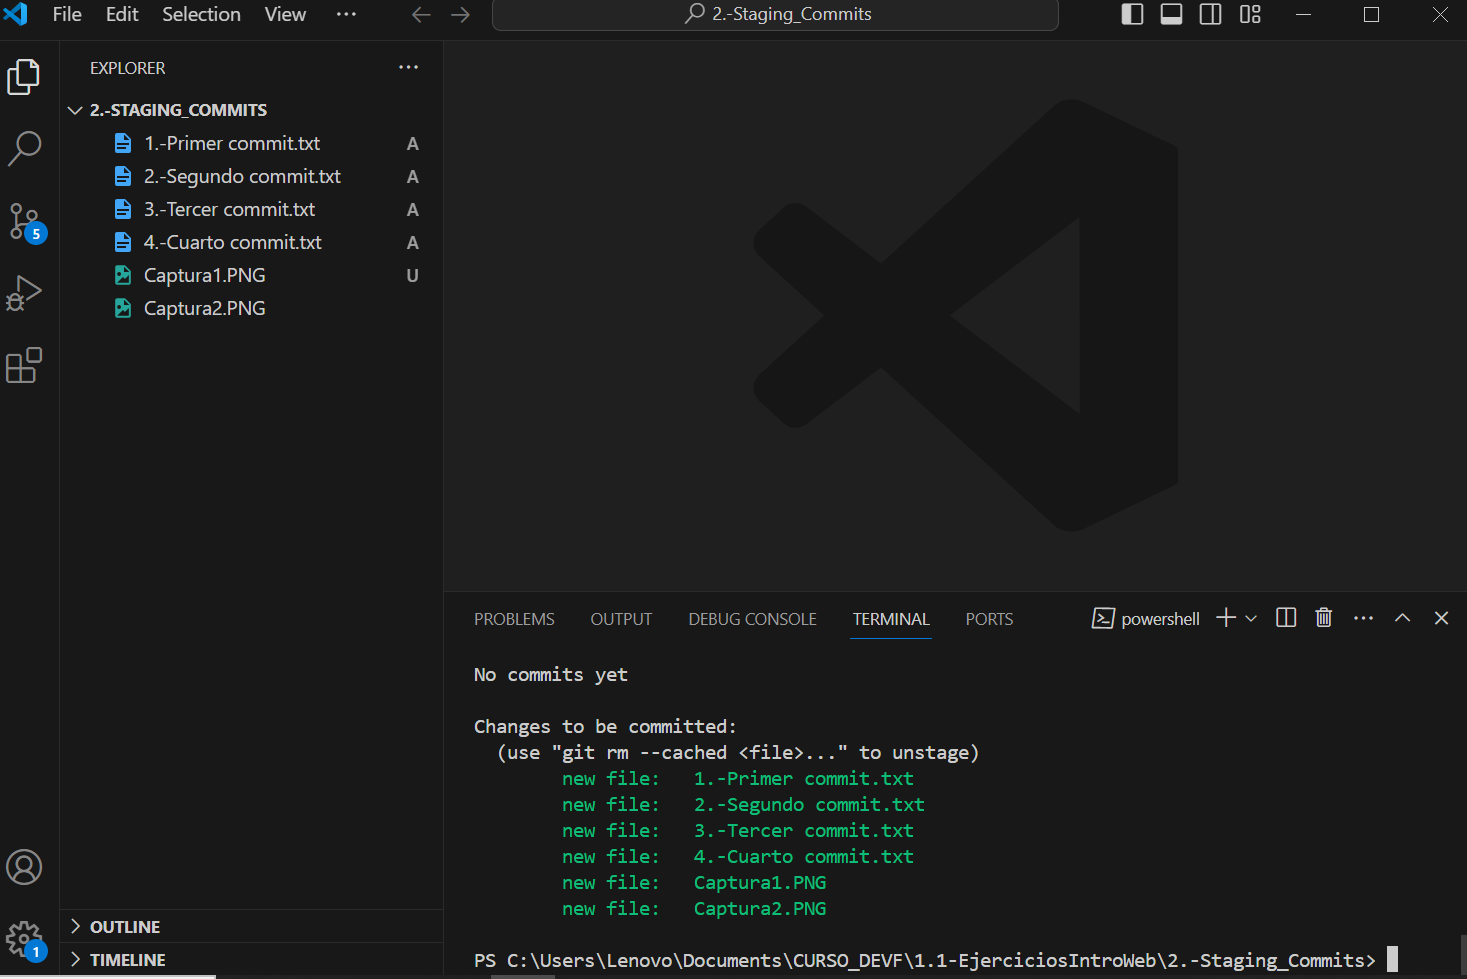 File Edit Selection View ··· 2.-Staging_Commits
EXPLORER ···
2.-STAGING_COMMITS
1.-Primer commit.txt A
2.-Segundo commit.txt A
3.-Tercer commit.txt A
4.-Cuarto commit.txt A
Captura1.PNG U
Captura2.PNG
5
1
OUTLINE
TIMELINE
PROBLEMS OUTPUT DEBUG CONSOLE TERMINAL PORTS powershell ···
No commits yet
Changes to be committed:
(use "git rm --cached <file>..." to unstage)
new file: 1.-Primer commit.txt
new file: 2.-Segundo commit.txt
new file: 3.-Tercer commit.txt
new file: 4.-Cuarto commit.txt
new file: Captura1.PNG
new file: Captura2.PNG
PS C:\Users\Lenovo\Documents\CURSO_DEVF\1.1-EjerciciosIntroWeb\2.-Staging_Commits>